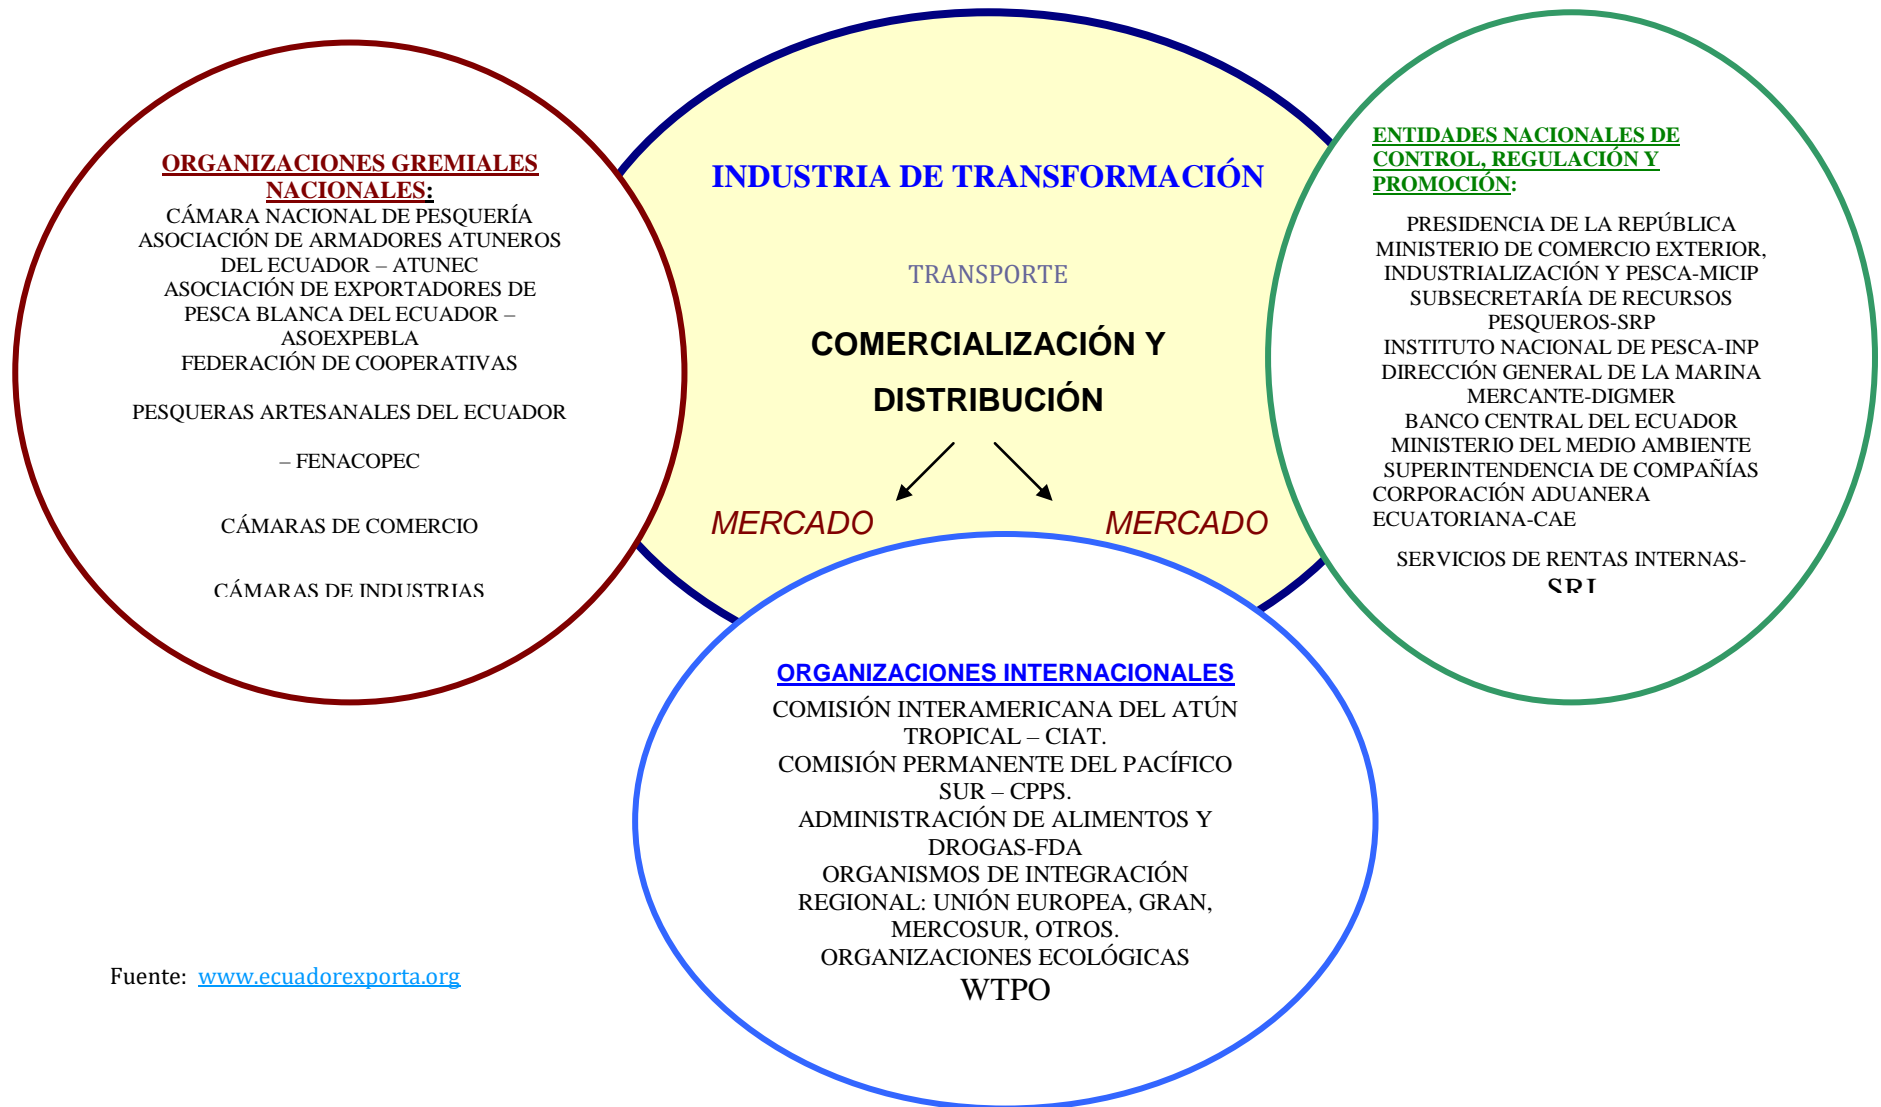 ORGANIZACIONES GREMIALES
NACIONALES:
CÁMARA NACIONAL DE PESQUERÍA
ASOCIACIÓN DE ARMADORES ATUNEROS
DEL ECUADOR – ATUNEC
ASOCIACIÓN DE EXPORTADORES DE
PESCA BLANCA DEL ECUADOR –
ASOEXPEBLA
FEDERACIÓN DE COOPERATIVAS
PESQUERAS ARTESANALES DEL ECUADOR
– FENACOPEC
CÁMARAS DE COMERCIO
CÁMARAS DE INDUSTRIAS
INDUSTRIA DE TRANSFORMACIÓN
TRANSPORTE
COMERCIALIZACIÓN Y
DISTRIBUCIÓN
MERCADO MERCADO
ENTIDADES NACIONALES DE
CONTROL, REGULACIÓN Y
PROMOCIÓN:
PRESIDENCIA DE LA REPÚBLICA
MINISTERIO DE COMERCIO EXTERIOR,
INDUSTRIALIZACIÓN Y PESCA-MICIP
SUBSECRETARÍA DE RECURSOS
PESQUEROS-SRP
INSTITUTO NACIONAL DE PESCA-INP
DIRECCIÓN GENERAL DE LA MARINA
MERCANTE-DIGMER
BANCO CENTRAL DEL ECUADOR
MINISTERIO DEL MEDIO AMBIENTE
SUPERINTENDENCIA DE COMPAÑÍAS
CORPORACIÓN ADUANERA
ECUATORIANA-CAE
SERVICIOS DE RENTAS INTERNAS-
SRI
ORGANIZACIONES INTERNACIONALES
COMISIÓN INTERAMERICANA DEL ATÚN
TROPICAL – CIAT.
COMISIÓN PERMANENTE DEL PACÍFICO
SUR – CPPS.
ADMINISTRACIÓN DE ALIMENTOS Y
DROGAS-FDA
ORGANISMOS DE INTEGRACIÓN
REGIONAL: UNIÓN EUROPEA, GRAN,
MERCOSUR, OTROS.
ORGANIZACIONES ECOLÓGICAS
WTPO
Fuente: www.ecuadorexporta.org